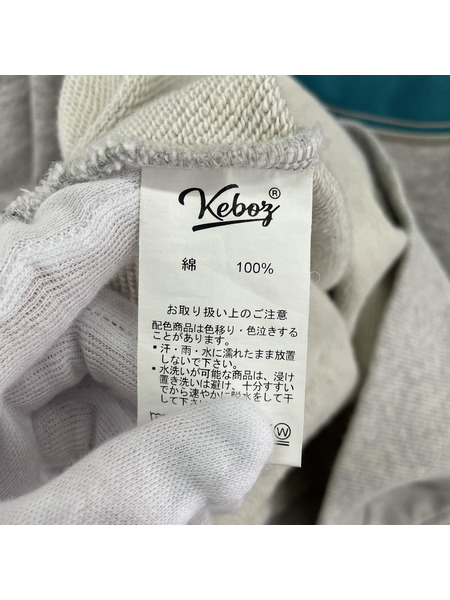 Keboz®
綿 100%
お取り扱い上のご注意
配色商品は色移り・色泣きする
ことがあります。
・汗・雨・水に濡れたまま放置
しないで下さい。
・水洗いが可能な商品は、浸け
置き洗いは避け、十分すすい
でから速やかに脱水をして干
して下さ
W